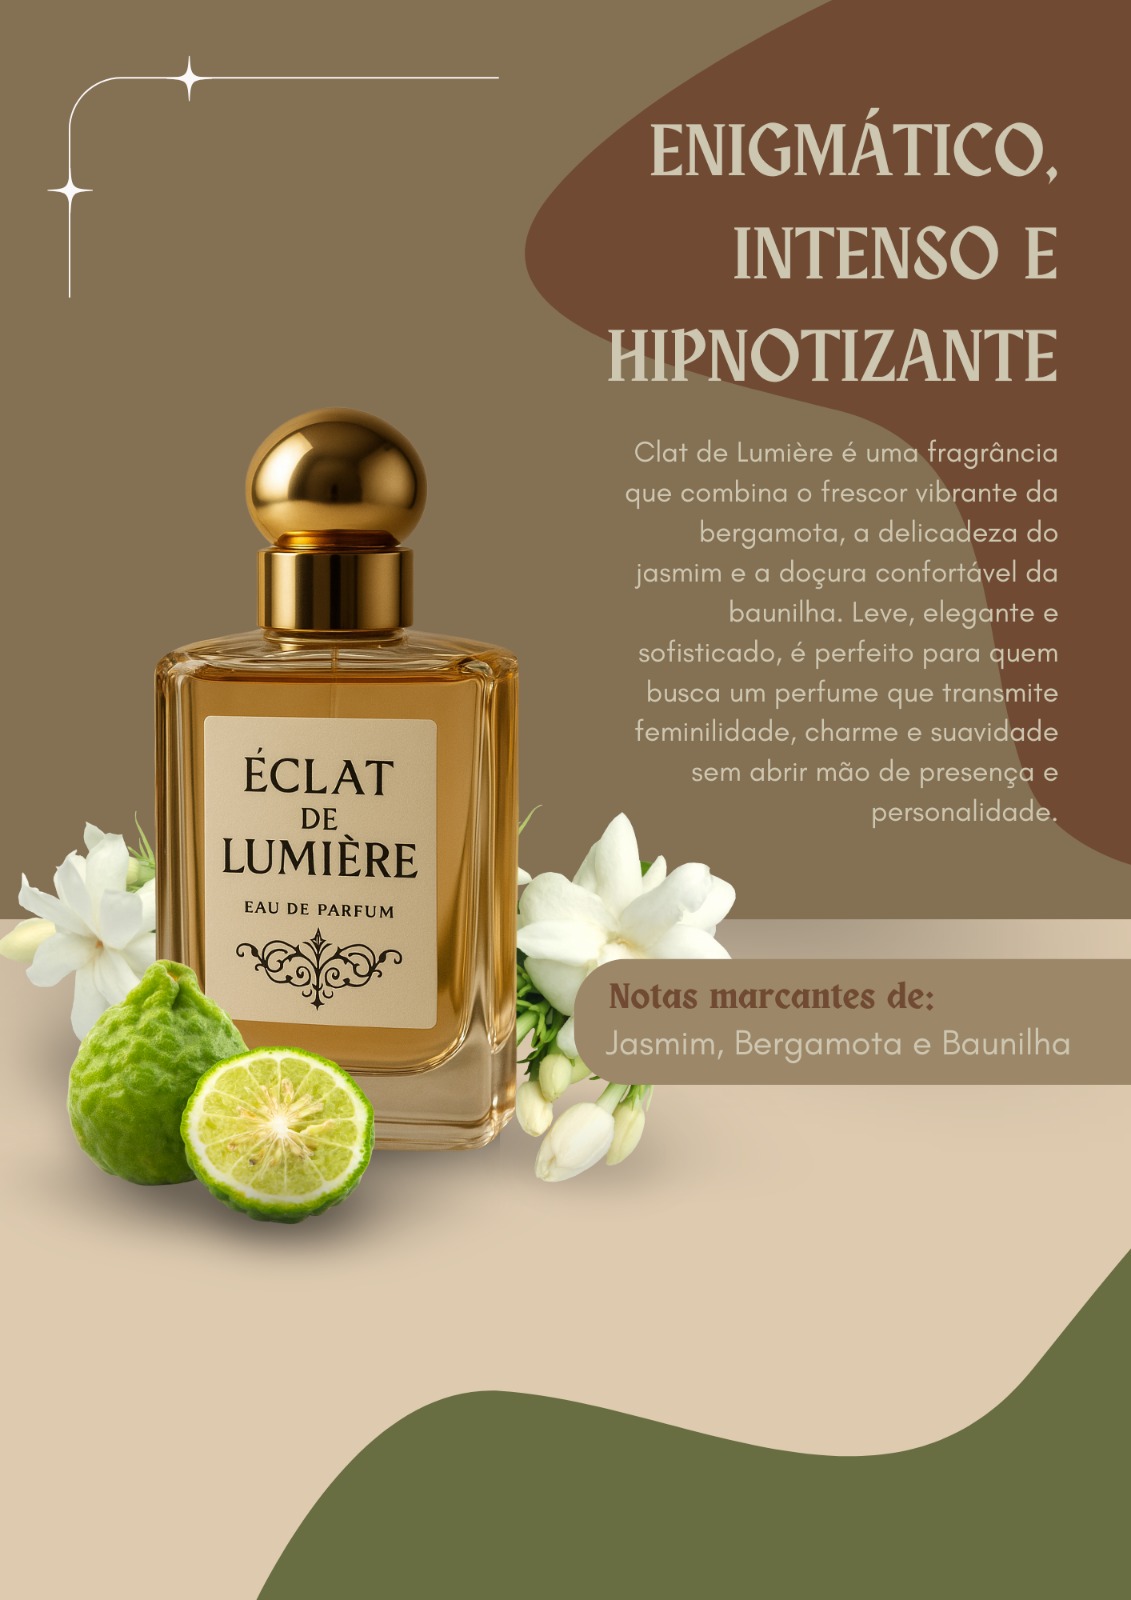 ENIGMÁTICO,
INTENSO E
HIPNOTIZANTE
Clat de Lumière é uma fragrância
que combina o frescor vibrante da
bergamota, a delicadeza do
jasmim e a doçura confortável da
baunilha. Leve, elegante e
sofisticado, é perfeito para quem
busca um perfume que transmite
feminilidade, charme e suavidade
sem abrir mão de presença e
personalidade.
ÉCLAT
DE
LUMIÈRE
EAU DE PARFUM
Notas marcantes de:
Jasmim, Bergamota e Baunilha